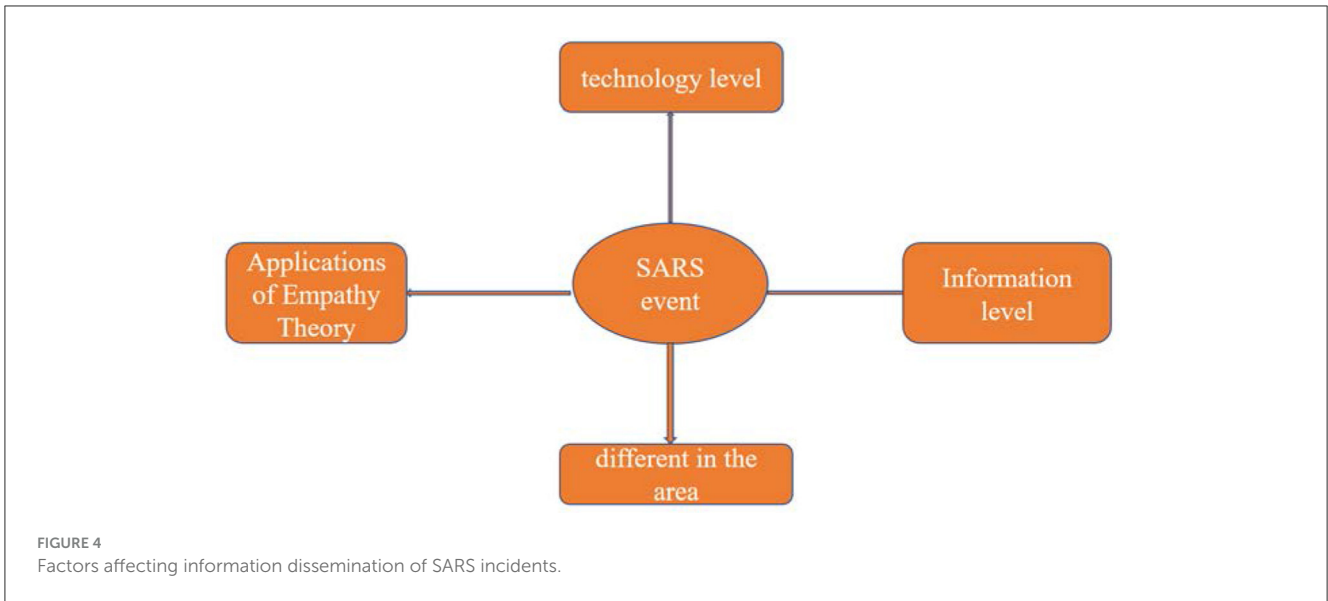 technology level
Applications
of Empathy
Theory
SARS
event
Information
level
different in the
area
FIGURE 4
Factors affecting information dissemination of SARS incidents.